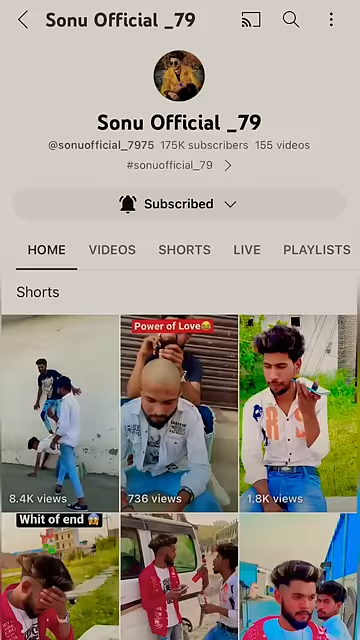 Sonu Official _79
Sonu Official _79
@sonuofficial_7975 175K subscribers 155 videos
#sonuofficial_79
Subscribed
HOME VIDEOS SHORTS LIVE PLAYLISTS
Shorts
Power of Love😂
8.4K views 736 views 1.8K views
Whit of end 😱